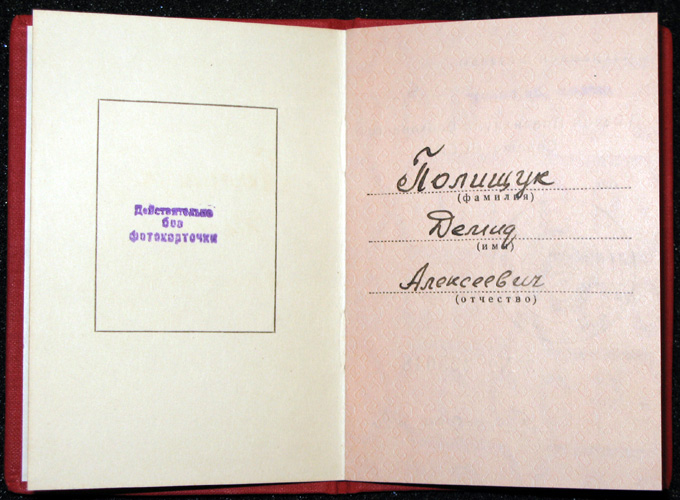 Действительно
без
фотокарточки
Полищук
(фамилия)
Демид
(имя)
Алексеевич
(отчество)